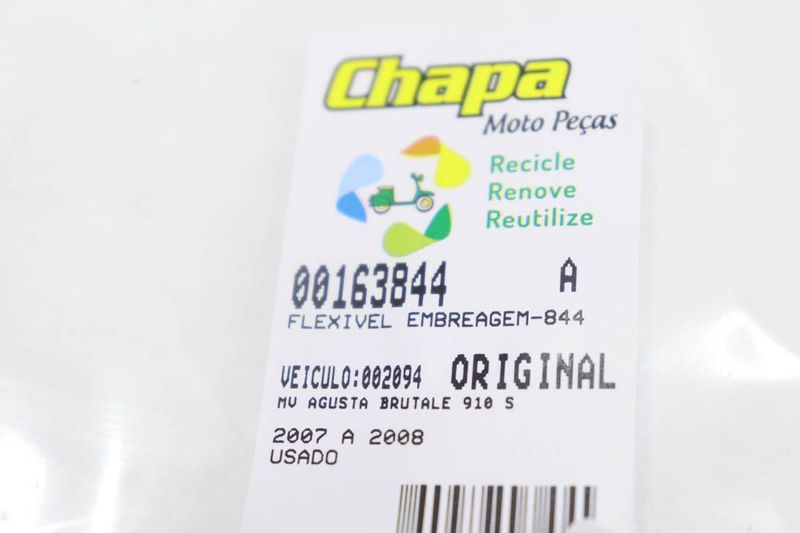 Chapa
Moto Peças
Recicle
Renove
Reutilize
00163844 A
FLEXIVEL EMBREAGEM-844
VEICULO:002094 ORIGINAL
MV AGUSTA BRUTALE 910 S
2007 A 2008
USADO